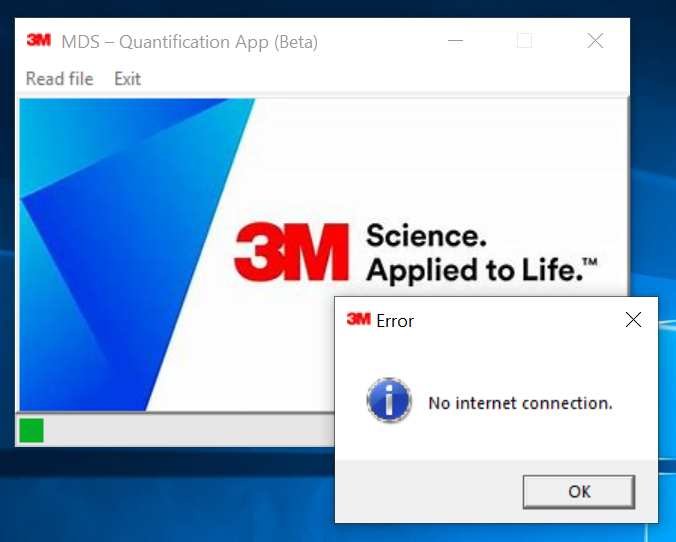 3M MDS – Quantification App (Beta)
Read file Exit
3M Science.
Applied to Life.™
3M Error
No internet connection.
OK